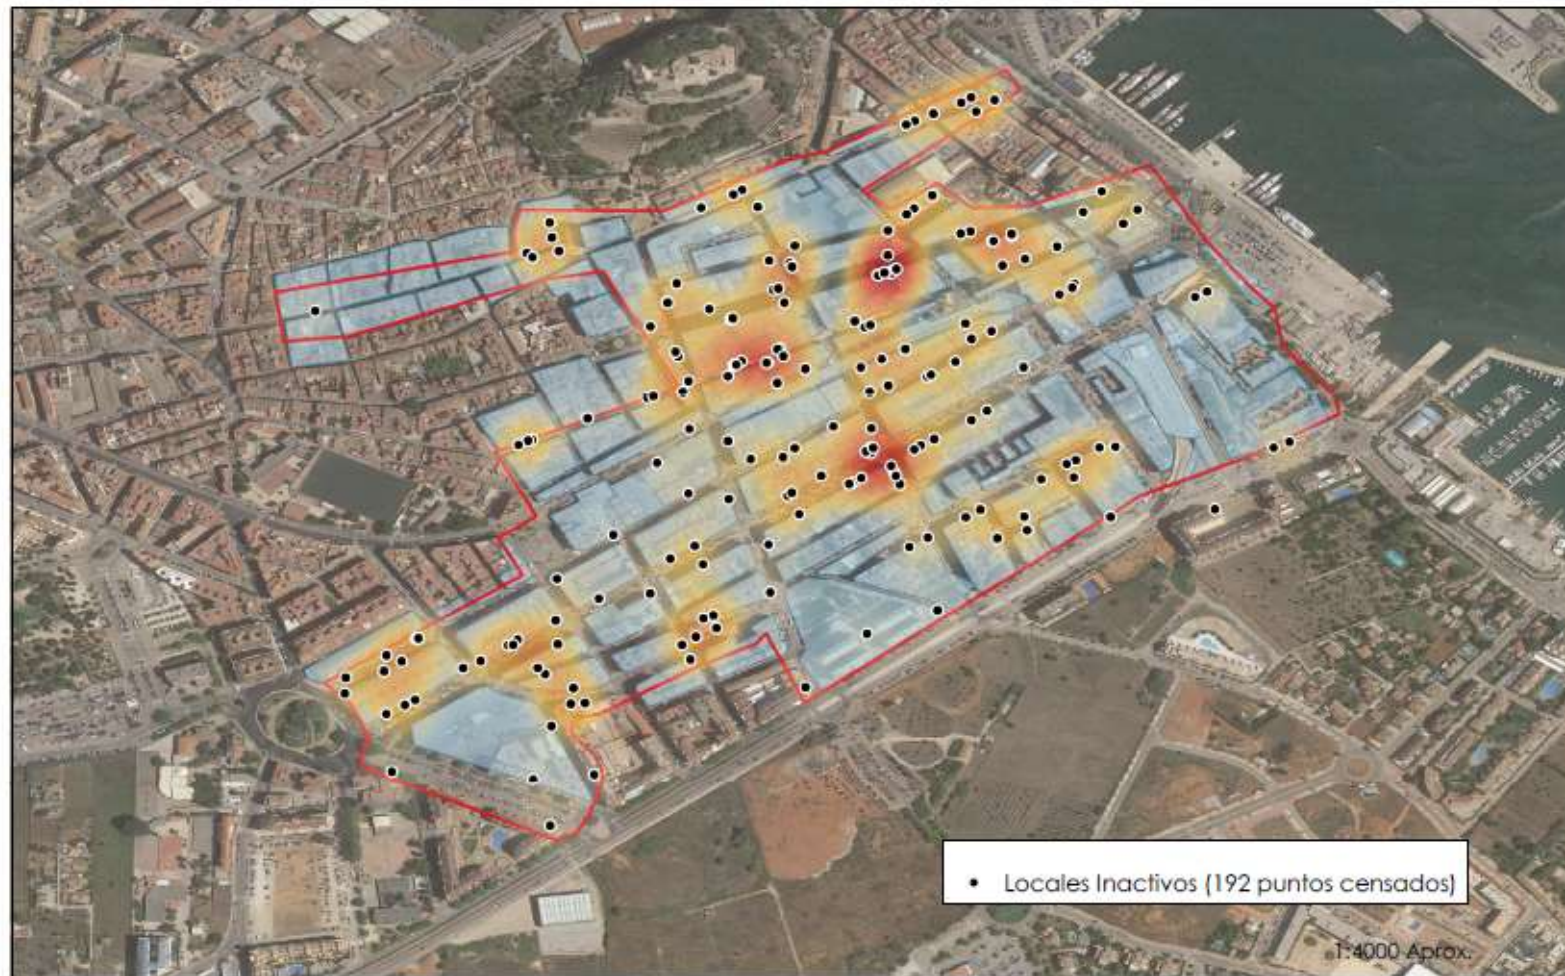 • Locales Inactivos (192 puntos censados)
1:4000 Aprox.